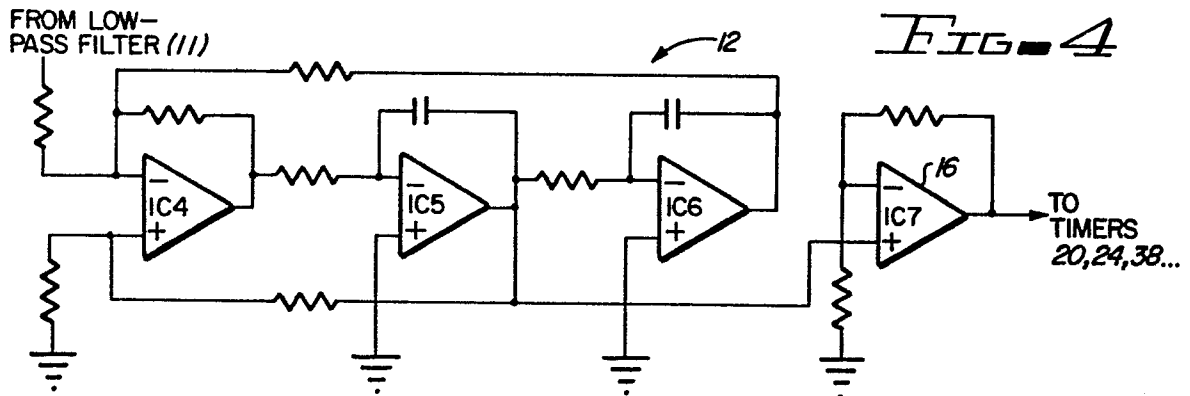 FROM LOW-
PASS FILTER (11)
12
FIG-4
IC4
- +
IC5
- +
IC6
- +
IC7
- +
16
TO
TIMERS
20,24,38...